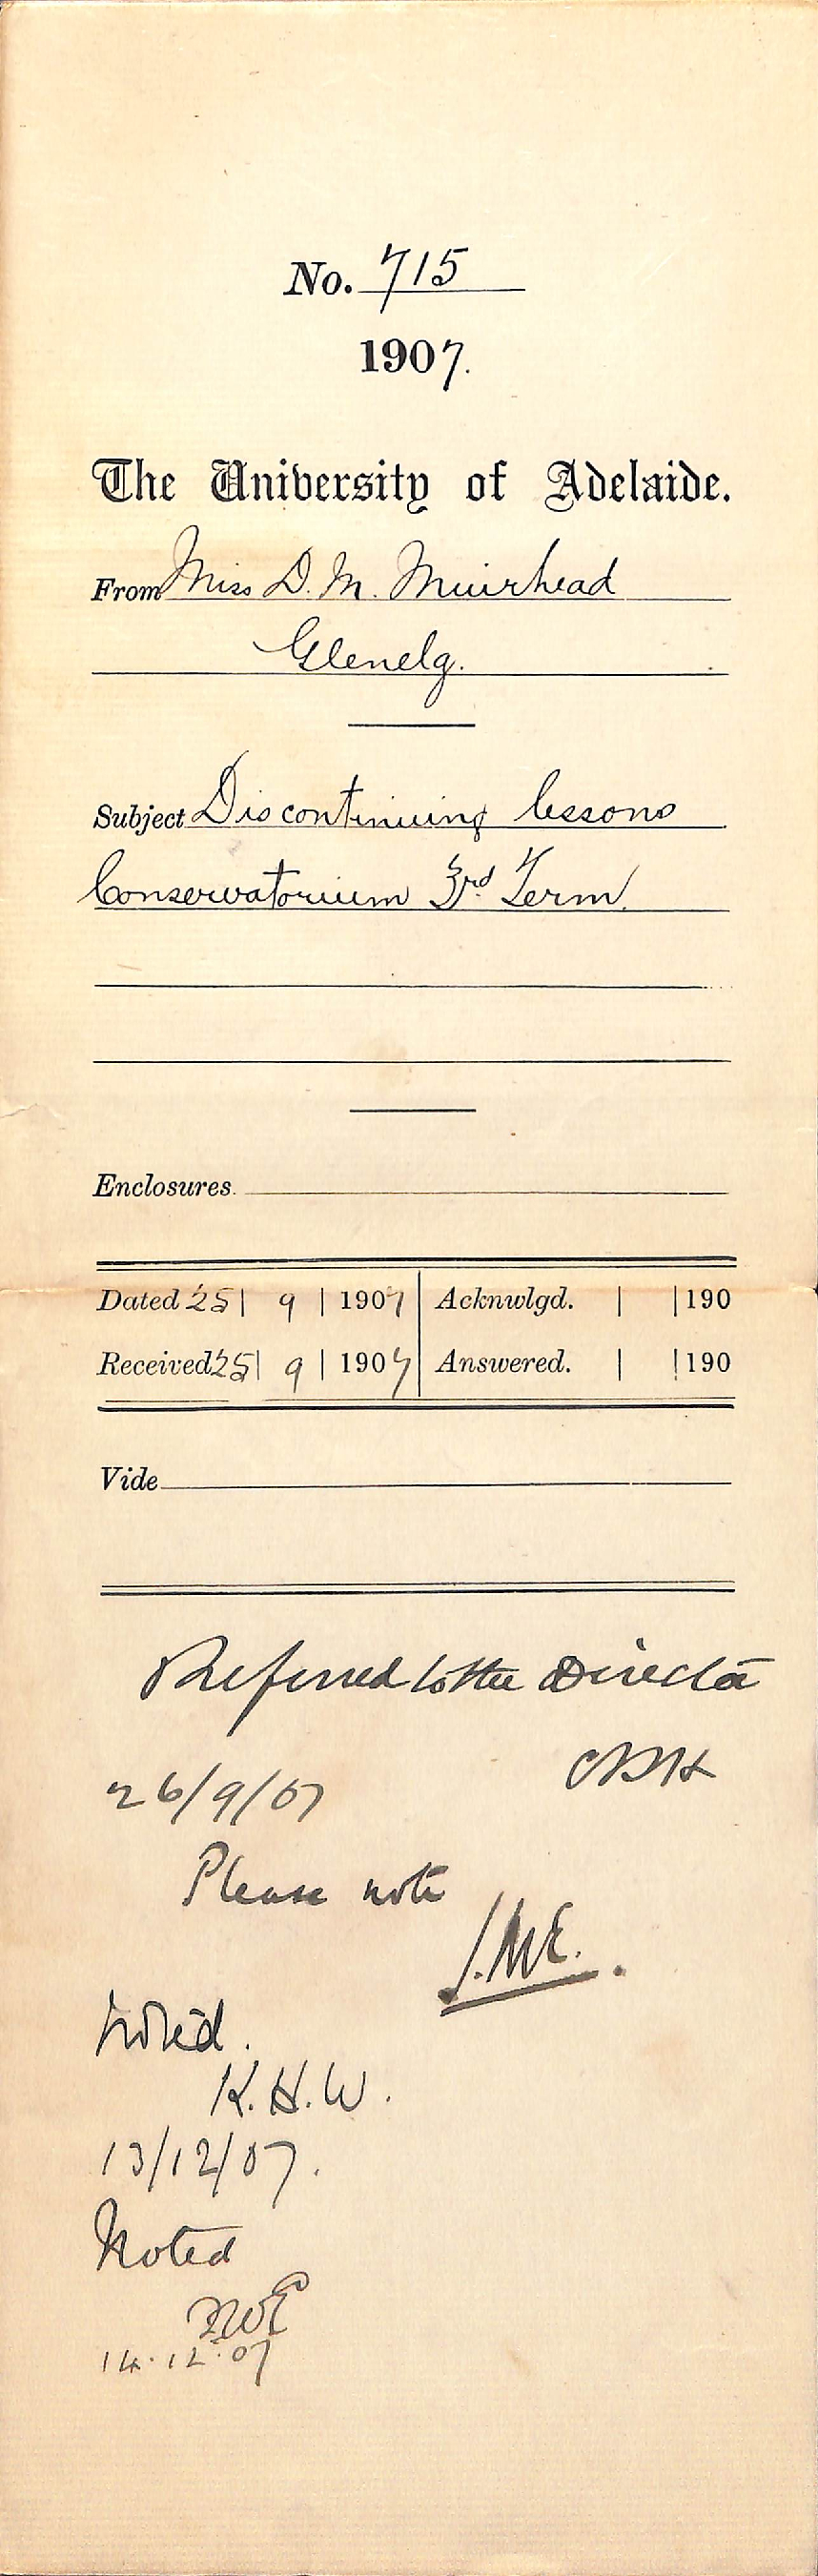 No. 715
1907.
The University of Adelaide.
From Miss D. M. Muirhead
Glenelg.
Subject Discontinuing lessons
Conservatorium 3rd Term.
Enclosures.
Dated 25 | 9 | 1907 Acknwlgd. | | 190
Received 25 | 9 | 1907 Answered. | | 190
Vide
Referred to the Director
26/9/07
Please note
J.M.E.
Noted.
K.H.W.
13/12/07.
Noted
14.12.07